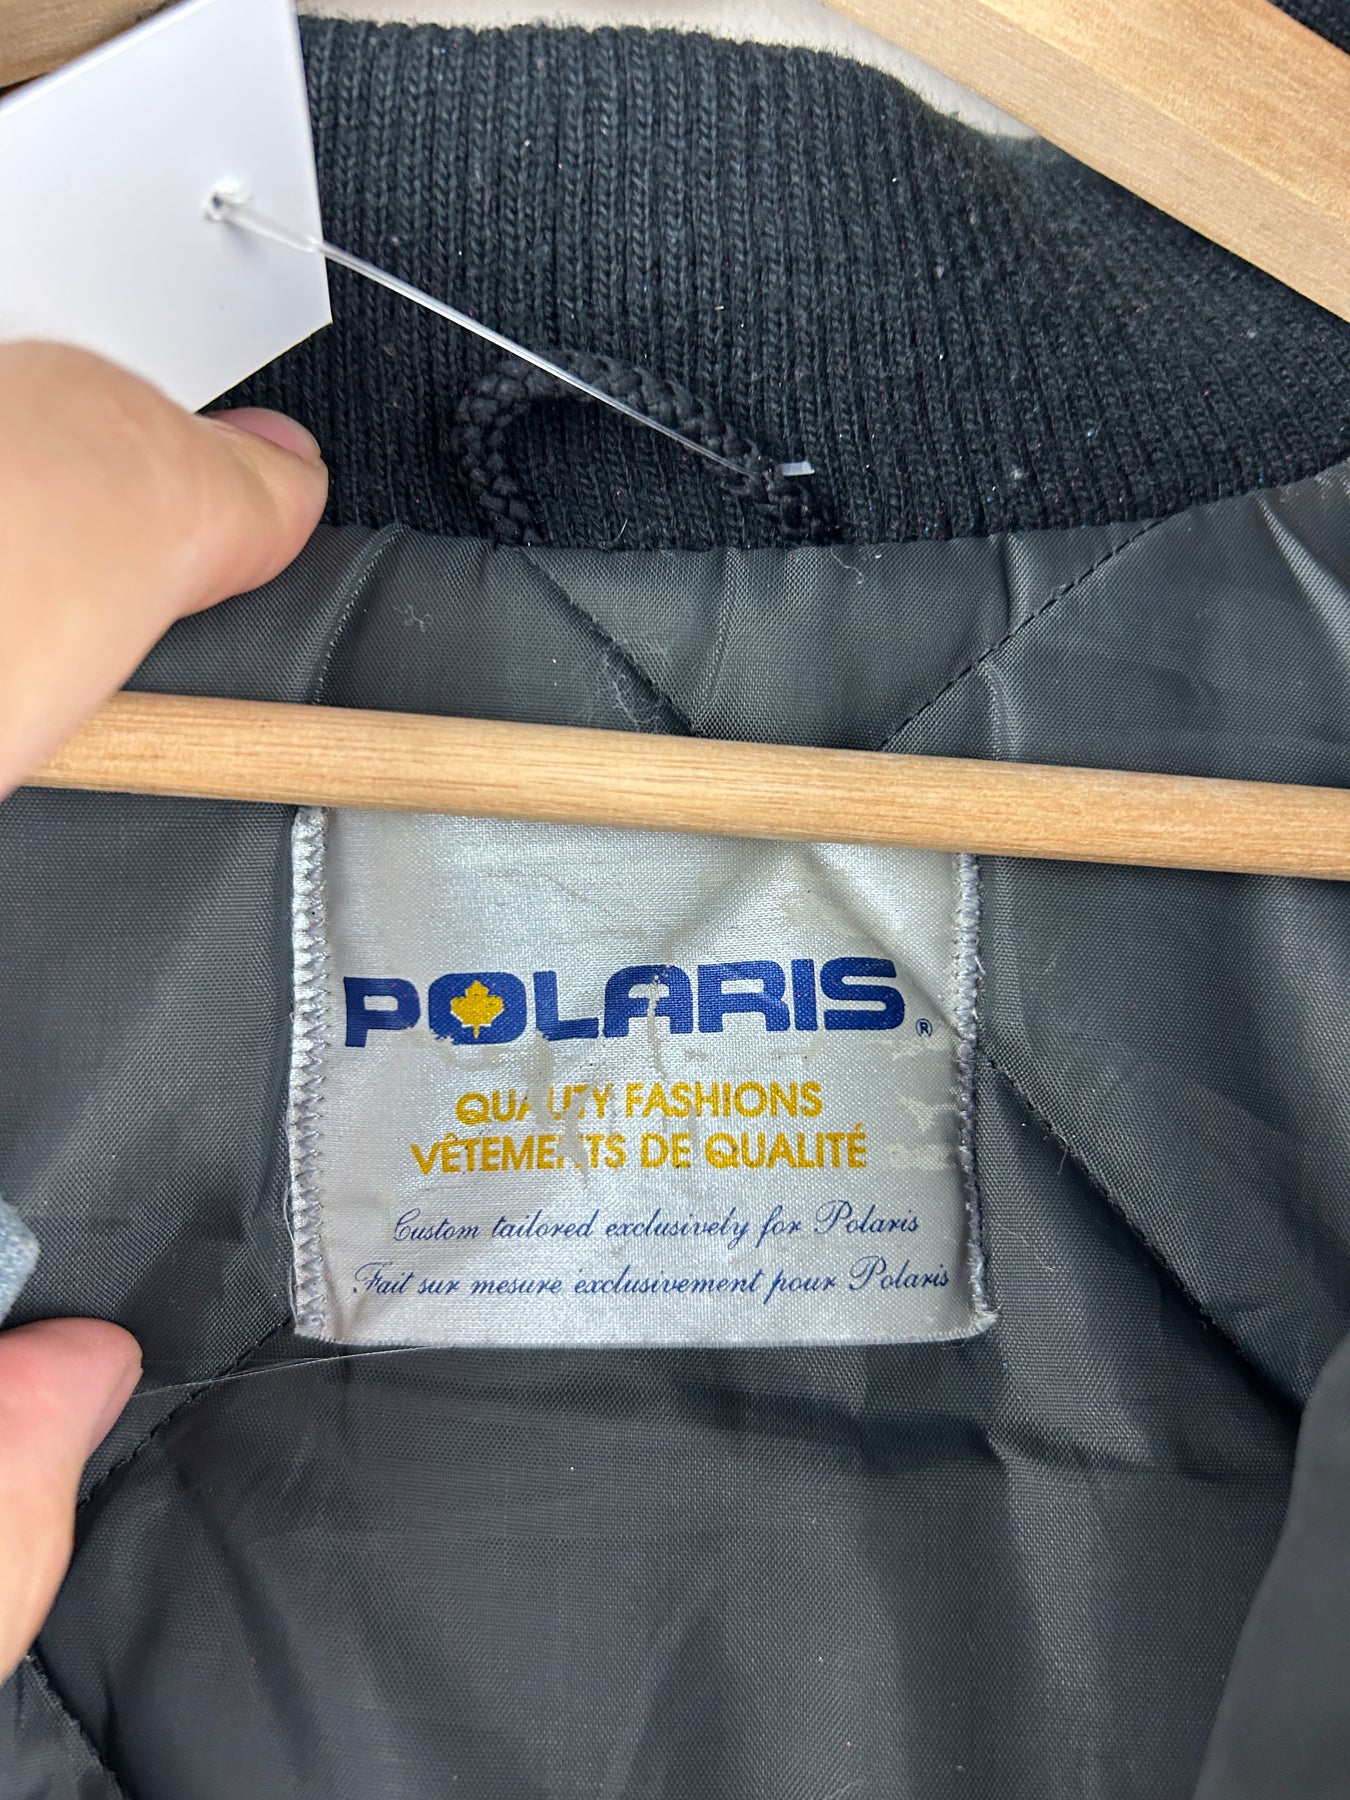 POLARIS®
QUALITY FASHIONS
VÊTEMENTS DE QUALITÉ
Custom tailored exclusively for Polaris
Fait sur mesure exclusivement pour Polaris